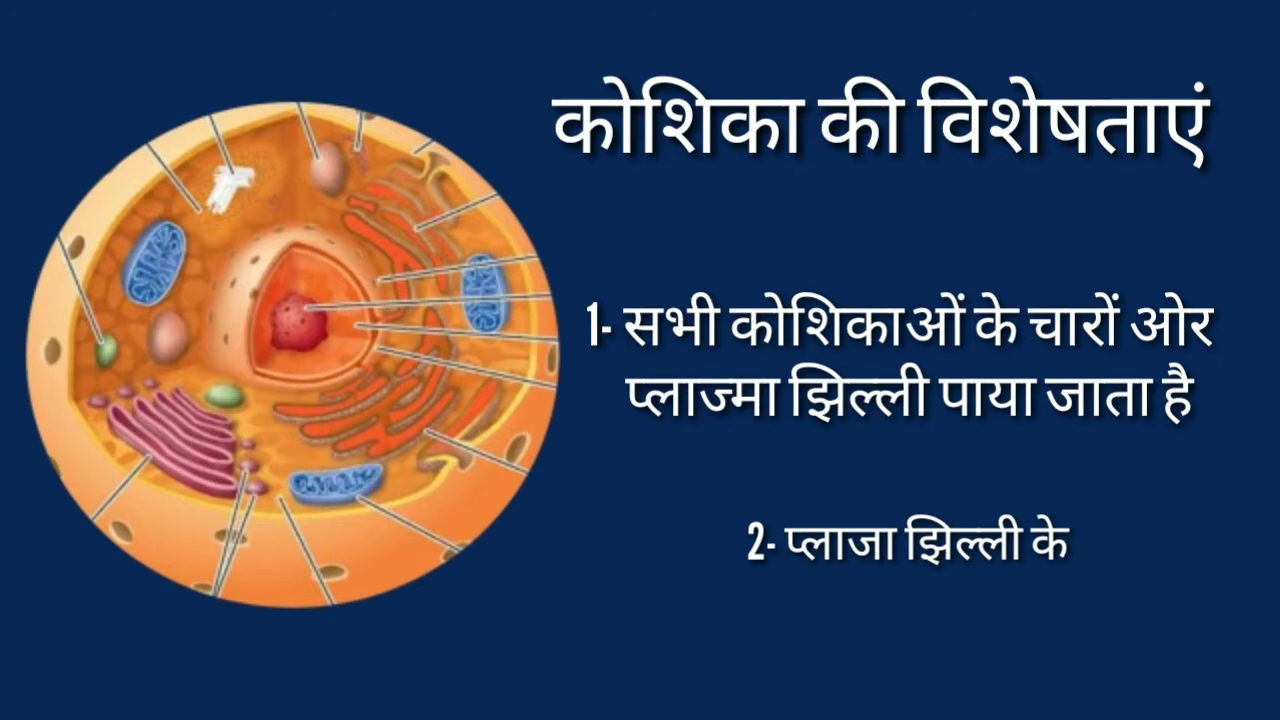 कोशिका की विशेषताएं
1- सभी कोशिकाओं के चारों ओर
प्लाज्मा झिल्ली पाया जाता है
2- प्लाजा झिल्ली के